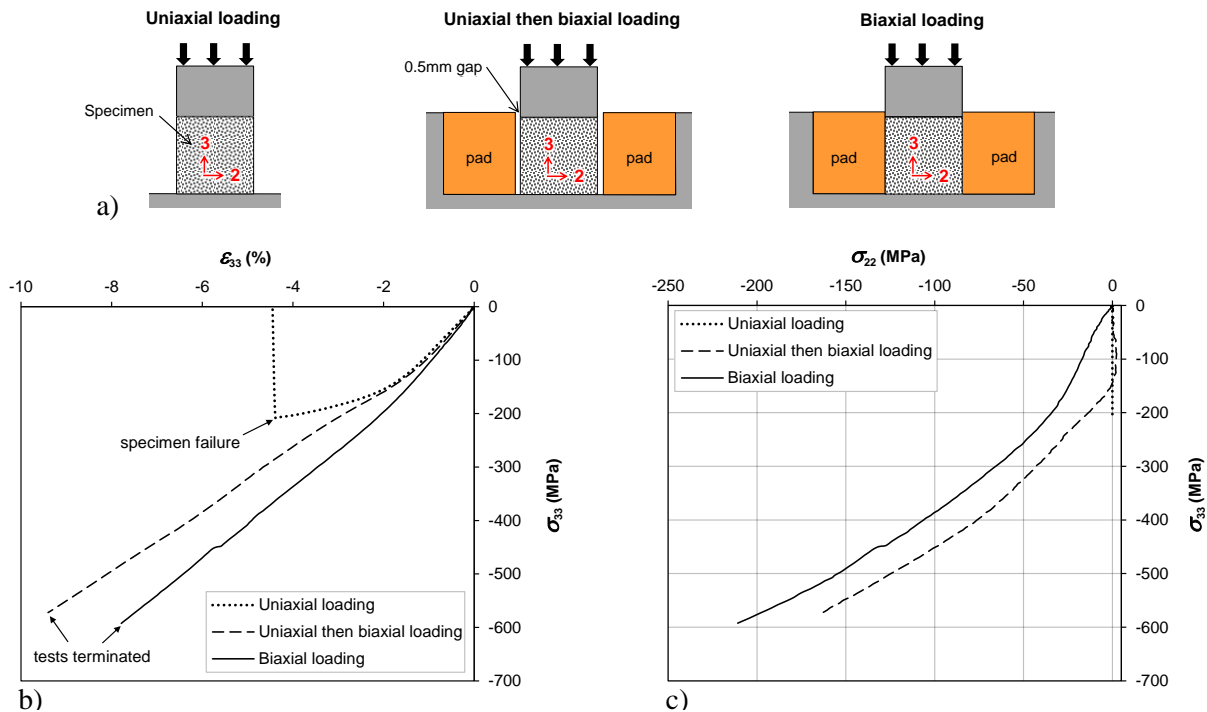 Uniaxial loading
Uniaxial then biaxial loading
Biaxial loading
0.5mm gap
Specimen
3
2
pad
3
2
pad
pad
3
2
pad
a)
ε33 (%)
-10 -8 -6 -4 -2 0
0
-100
-200
-300
-400
-500
-600
-700
σ33 (MPa)
specimen failure
tests terminated
Uniaxial loading
Uniaxial then biaxial loading
Biaxial loading
b)
σ22 (MPa)
-250 -200 -150 -100 -50 0
0
-100
-200
-300
-400
-500
-600
-700
σ33 (MPa)
Uniaxial loading
Uniaxial then biaxial loading
Biaxial loading
c)